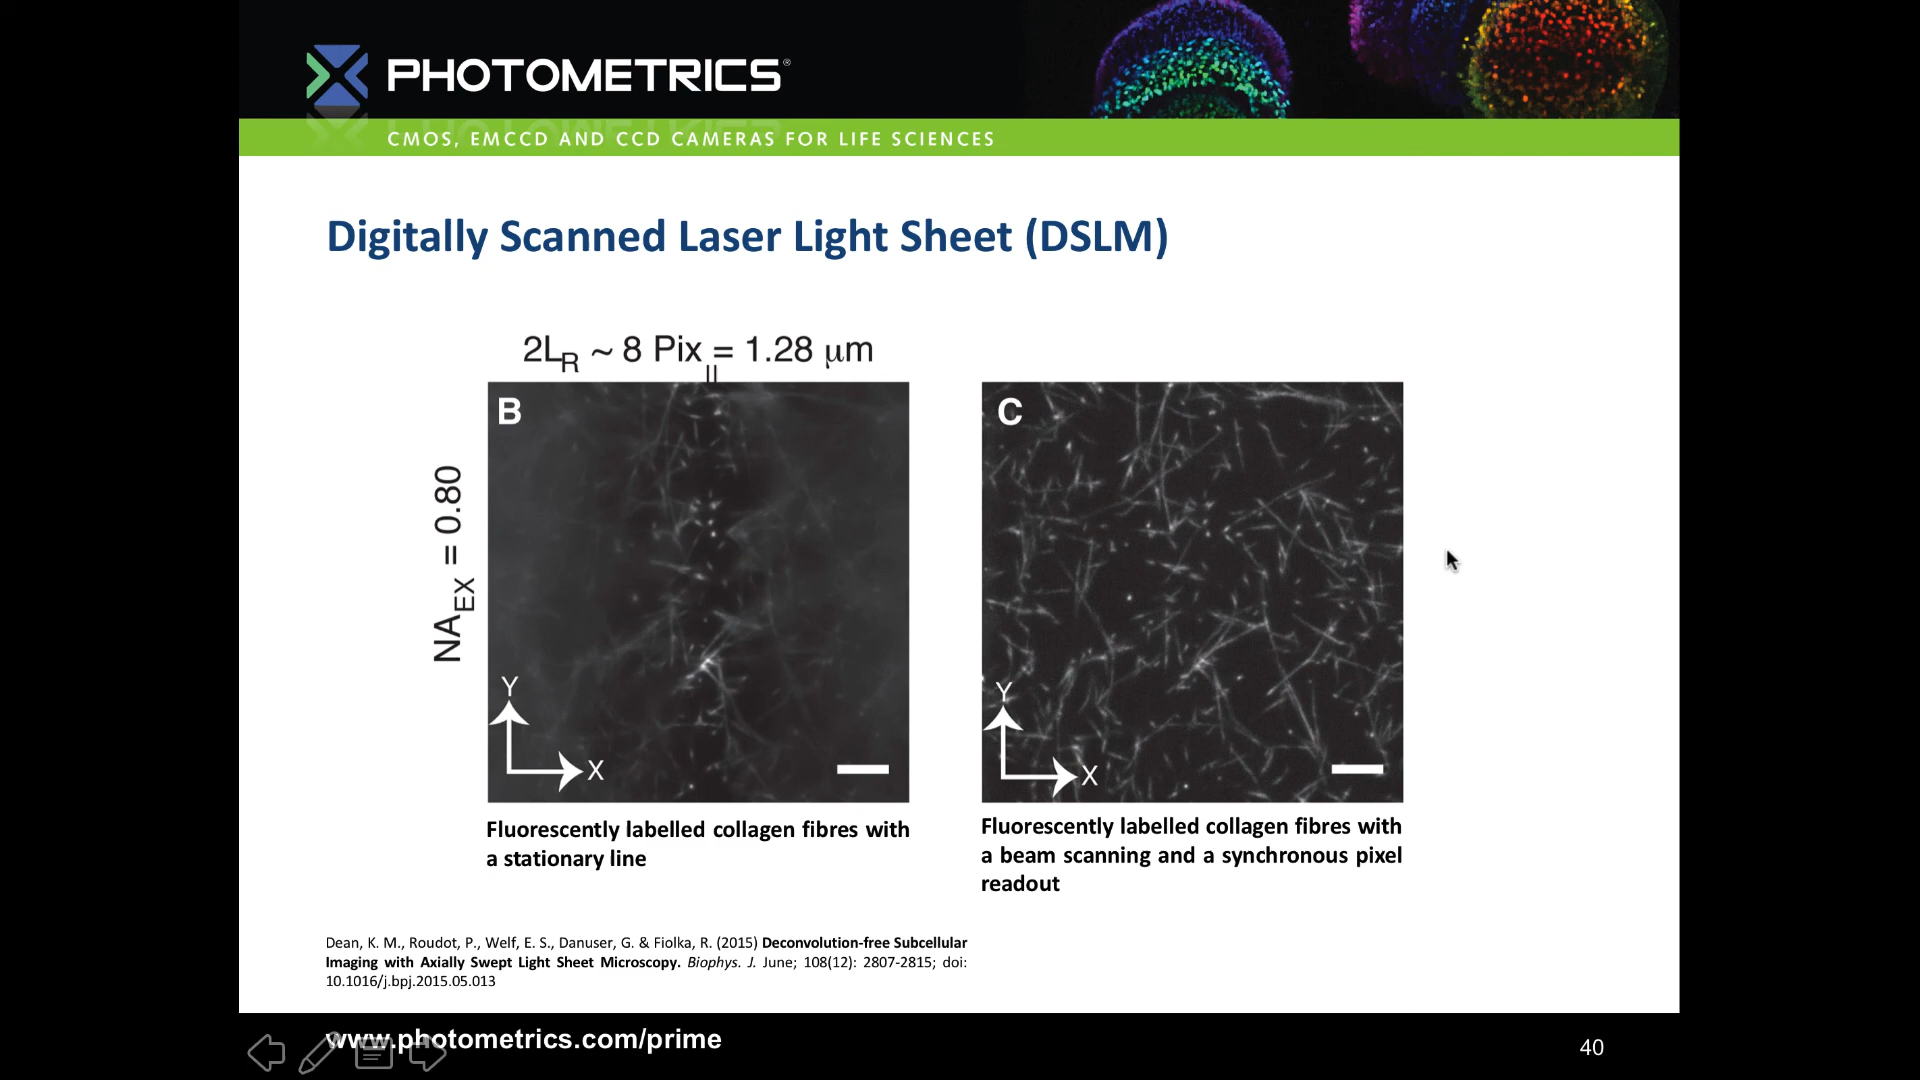 PHOTOMETRICS®
CMOS, EMCCD AND CCD CAMERAS FOR LIFE SCIENCES
Digitally Scanned Laser Light Sheet (DSLM)
2LR ~ 8 Pix = 1.28 μm
NAEX = 0.80
B
Y
X
C
Y
X
Fluorescently labelled collagen fibres with
a stationary line
Fluorescently labelled collagen fibres with
a beam scanning and a synchronous pixel
readout
Dean, K. M., Roudot, P., Welf, E. S., Danuser, G. & Fiolka, R. (2015) Deconvolution-free Subcellular
Imaging with Axially Swept Light Sheet Microscopy. Biophys. J. June; 108(12): 2807-2815; doi:
10.1016/j.bpj.2015.05.013
www.photometrics.com/prime
40